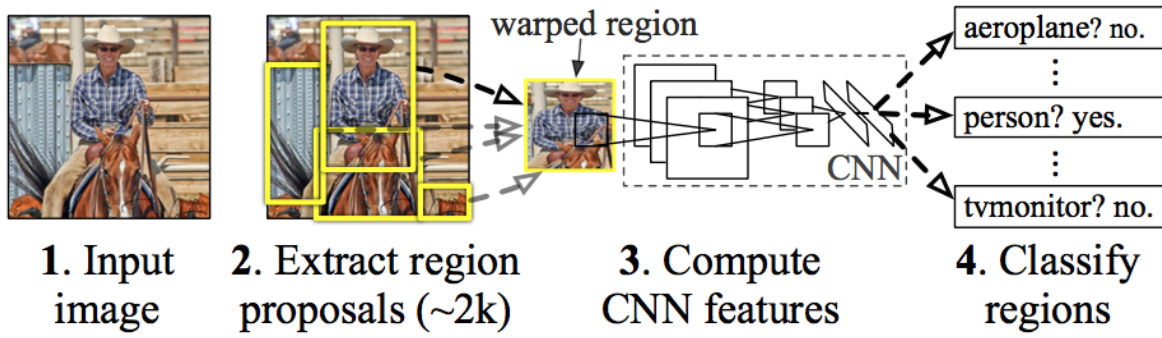 warped region
aeroplane? no.
person? yes.
CNN
tvmonitor? no.
1. Input
image
2. Extract region
proposals (~2k)
3. Compute
CNN features
4. Classify
regions